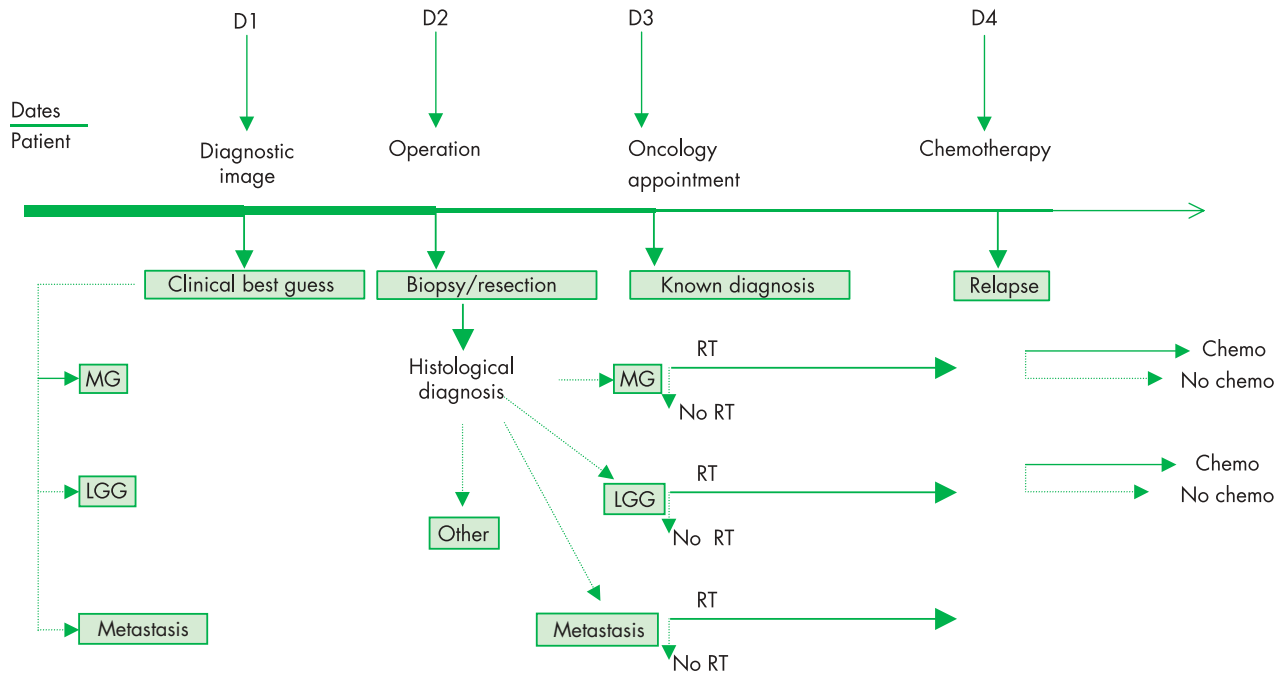 D1
D2
D3
D4
Dates
Patient
Diagnostic
image
Operation
Oncology
appointment
Chemotherapy
Clinical best guess
Biopsy/resection
Known diagnosis
Relapse
Histological
diagnosis
MG
MG
RT
No RT
Chemo
No chemo
LGG
LGG
RT
No RT
Chemo
No chemo
Other
Metastasis
Metastasis
RT
No RT